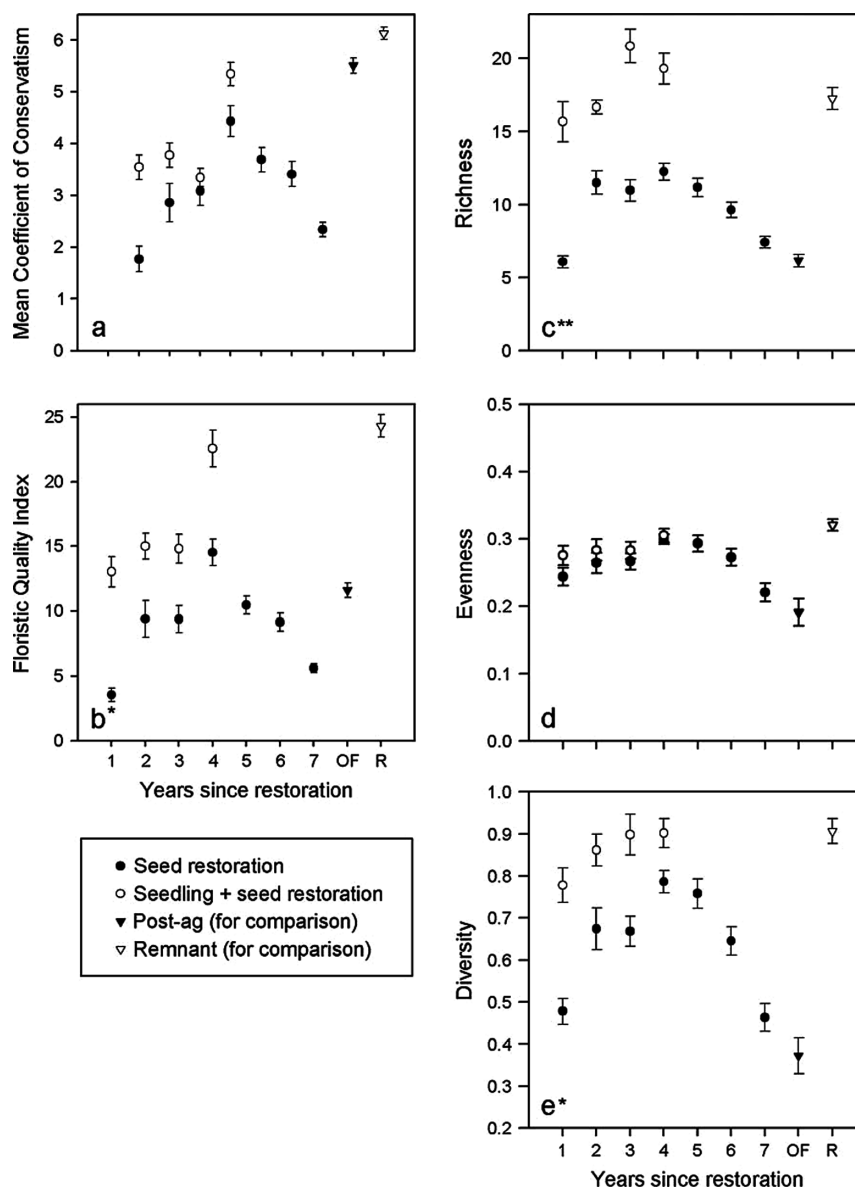 Mean Coefficient of Conservatism
6
5
4
3
2
1
0
a
Floristic Quality Index
25
20
15
10
5
0
b*
1 2 3 4 5 6 7 OF R
Years since restoration
Seed restoration
Seedling + seed restoration
Post-ag (for comparison)
Remnant (for comparison)
Richness
20
15
10
5
0
c**
Evenness
0.5
0.4
0.3
0.2
0.1
0.0
d
Diversity
1.0
0.9
0.8
0.7
0.6
0.5
0.4
0.3
0.2
e*
1 2 3 4 5 6 7 OF R
Years since restoration